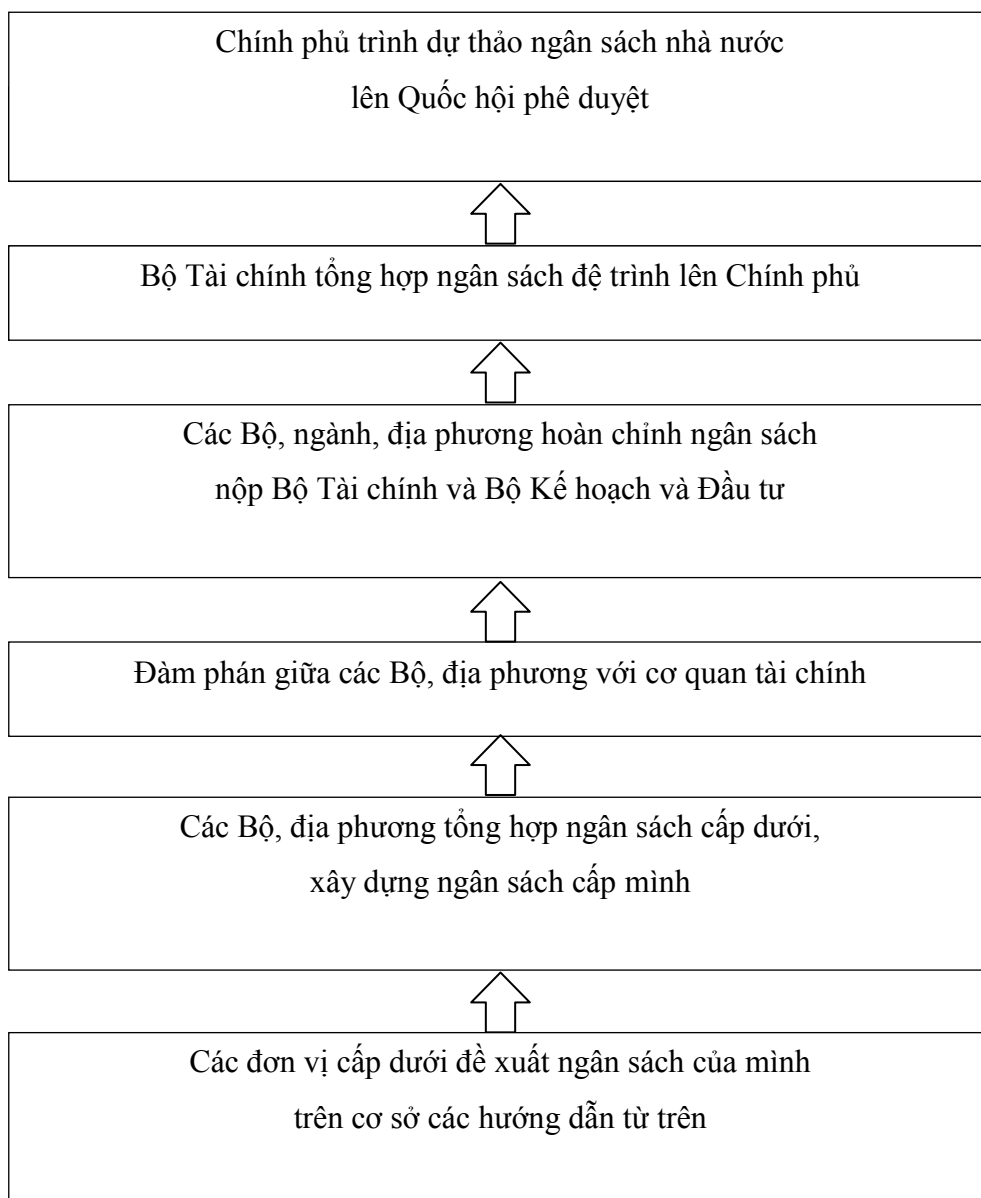 Chính phủ trình dự thảo ngân sách nhà nước
lên Quốc hội phê duyệt
Bộ Tài chính tổng hợp ngân sách đệ trình lên Chính phủ
Các Bộ, ngành, địa phương hoàn chỉnh ngân sách
nộp Bộ Tài chính và Bộ Kế hoạch và Đầu tư
Đàm phán giữa các Bộ, địa phương với cơ quan tài chính
Các Bộ, địa phương tổng hợp ngân sách cấp dưới,
xây dựng ngân sách cấp mình
Các đơn vị cấp dưới đề xuất ngân sách của mình
trên cơ sở các hướng dẫn từ trên